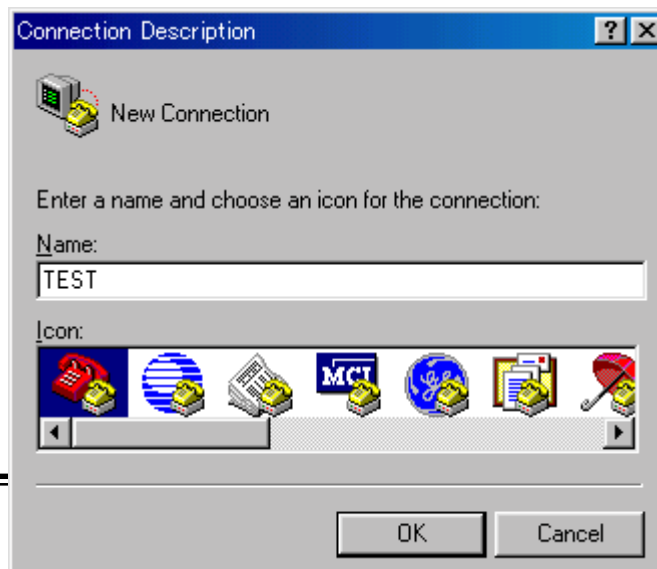 Connection Description
New Connection
Enter a name and choose an icon for the connection:
Name:
TEST
Icon:
MCI
OK Cancel